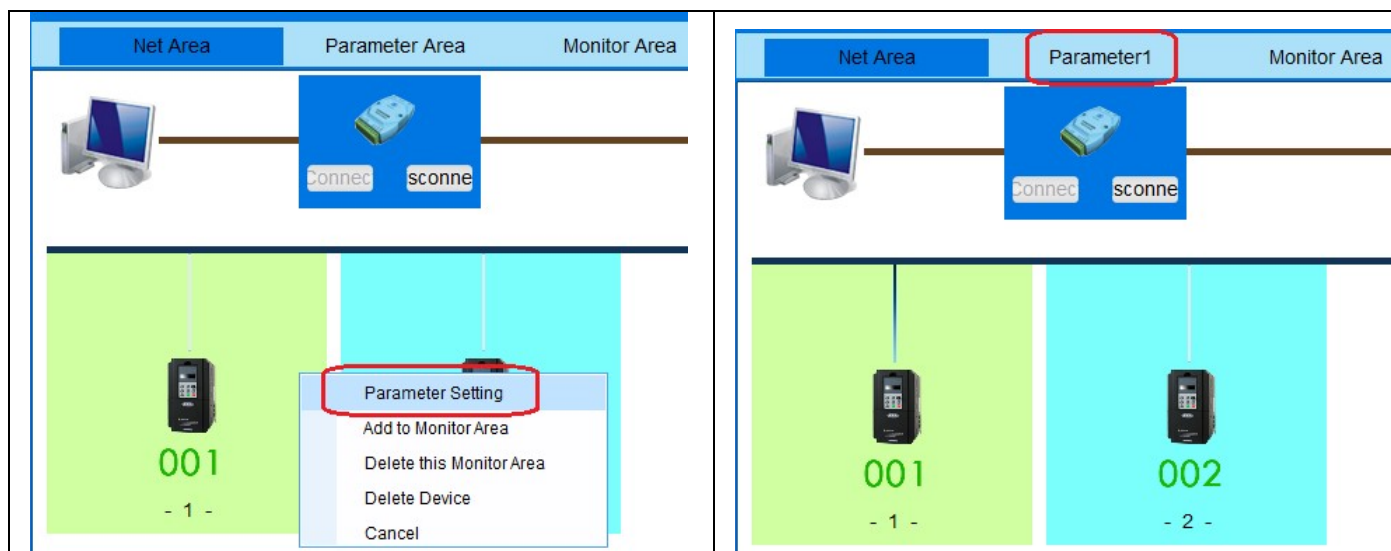 Net Area Parameter Area Monitor Area
Connec sconne
001
- 1 -
Parameter Setting
Add to Monitor Area
Delete this Monitor Area
Delete Device
Cancel
Net Area Parameter1 Monitor Area
Connec sconne
001 002
- 1 - - 2 -